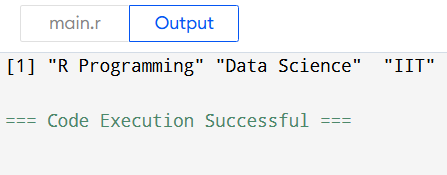 main.r Output
[1] "R Programming" "Data Science"  "IIT"
=== Code Execution Successful ===